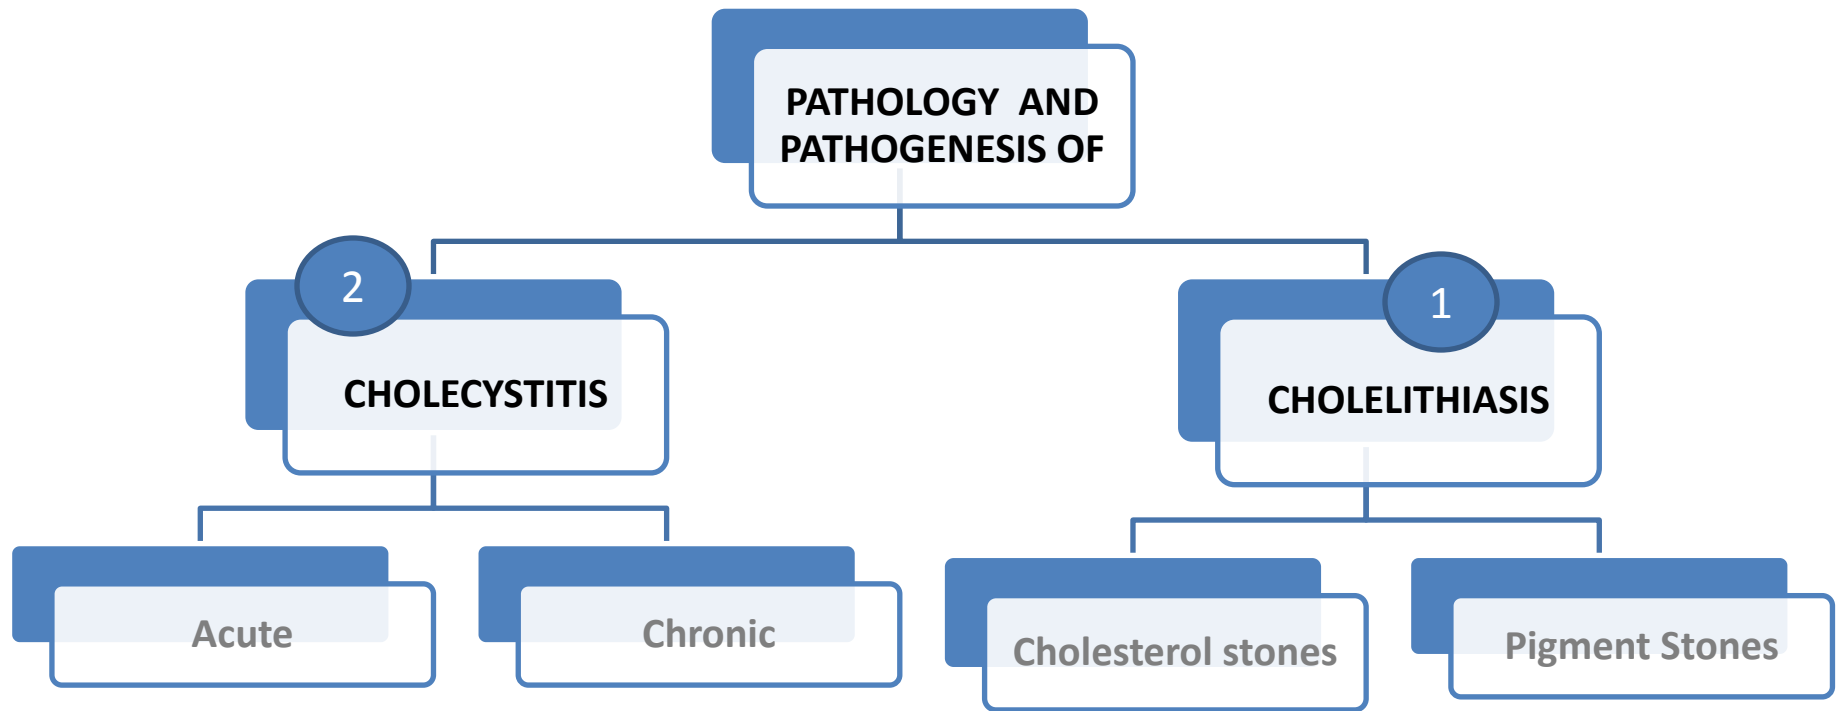 PATHOLOGY AND
PATHOGENESIS OF
2
1
CHOLECYSTITIS
CHOLELITHIASIS
Acute
Chronic
Cholesterol stones
Pigment Stones